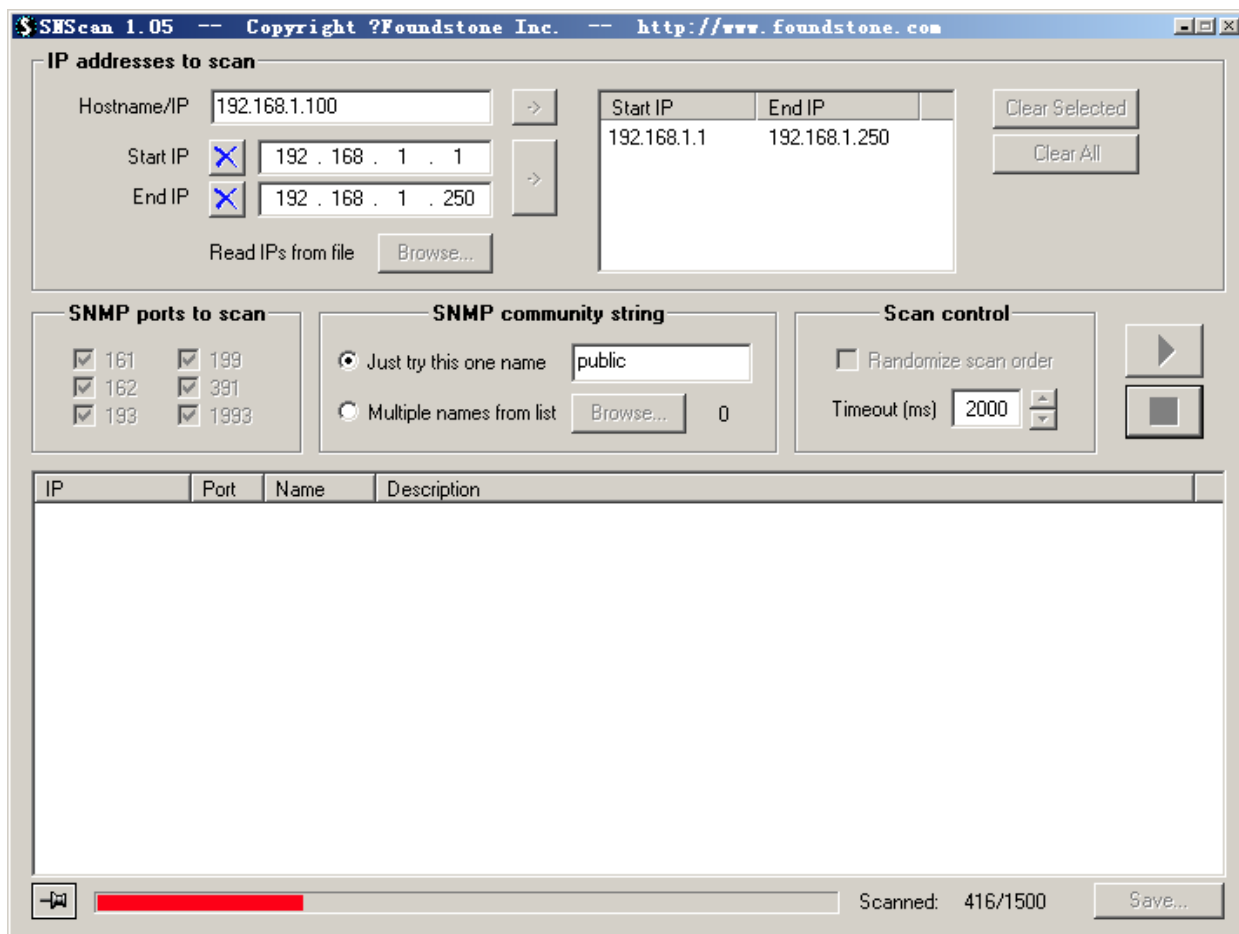 SNScan 1.05 -- Copyright ?Foundstone Inc. -- http://www.foundstone.com
IP addresses to scan
Hostname/IP 192.168.1.100 ->
Start IP 192 . 168 . 1 . 1
End IP 192 . 168 . 1 . 250
->
Read IPs from file Browse...
Start IP End IP
192.168.1.1 192.168.1.250
Clear Selected
Clear All
SNMP ports to scan
161 199
162 391
193 1993
SNMP community string
Just try this one name public
Multiple names from list Browse... 0
Scan control
Randomize scan order
Timeout (ms) 2000
IP Port Name Description
Scanned: 416/1500 Save...